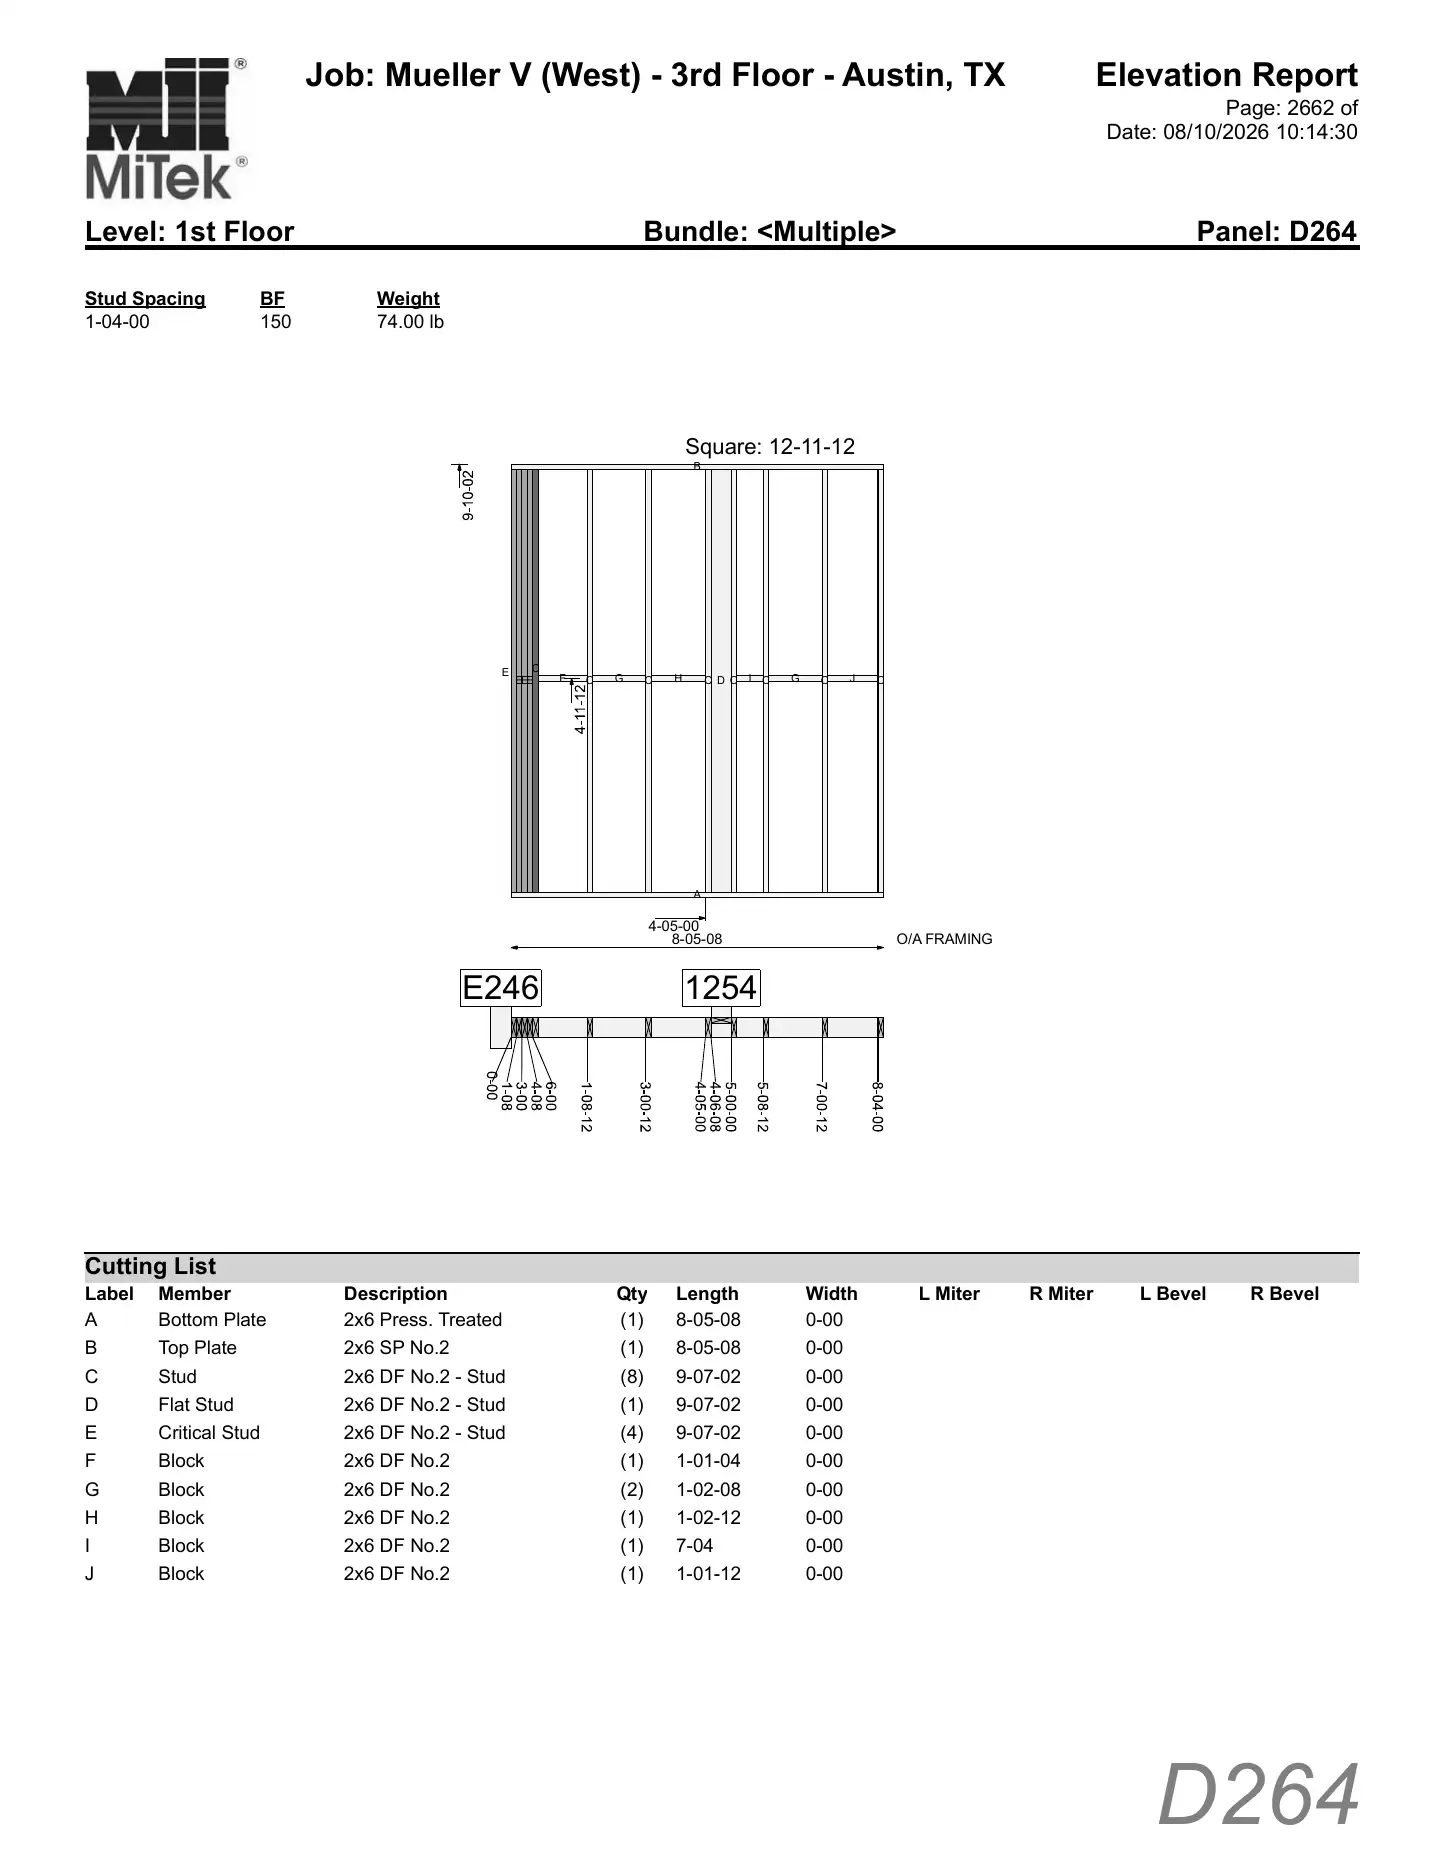 Job: Mueller V (West) - 3rd Floor - Austin, TX
Elevation Report
Page: 2662 of
Date: 08/10/2026 10:14:30
MiTek®
Level: 1st Floor Bundle: <Multiple> Panel: D264
Stud Spacing BF Weight
1-04-00 150 74.00 lb
Square: 12-11-12
B
9-10-02
E C F G H D I G J
E
4-11-12
A
4-05-00
8-05-08 O/A FRAMING
E246 1254
0-00 1-08 3-00 4-08 6-00 1-08-12 3-00-12 4-05-00 4-06-08 5-00-00 5-08-12 7-00-12 8-04-00
Cutting List
Label Member Description Qty Length Width L Miter R Miter L Bevel R Bevel
A Bottom Plate 2x6 Press. Treated (1) 8-05-08 0-00
B Top Plate 2x6 SP No.2 (1) 8-05-08 0-00
C Stud 2x6 DF No.2 - Stud (8) 9-07-02 0-00
D Flat Stud 2x6 DF No.2 - Stud (1) 9-07-02 0-00
E Critical Stud 2x6 DF No.2 - Stud (4) 9-07-02 0-00
F Block 2x6 DF No.2 (1) 1-01-04 0-00
G Block 2x6 DF No.2 (2) 1-02-08 0-00
H Block 2x6 DF No.2 (1) 1-02-12 0-00
I Block 2x6 DF No.2 (1) 7-04 0-00
J Block 2x6 DF No.2 (1) 1-01-12 0-00
D264